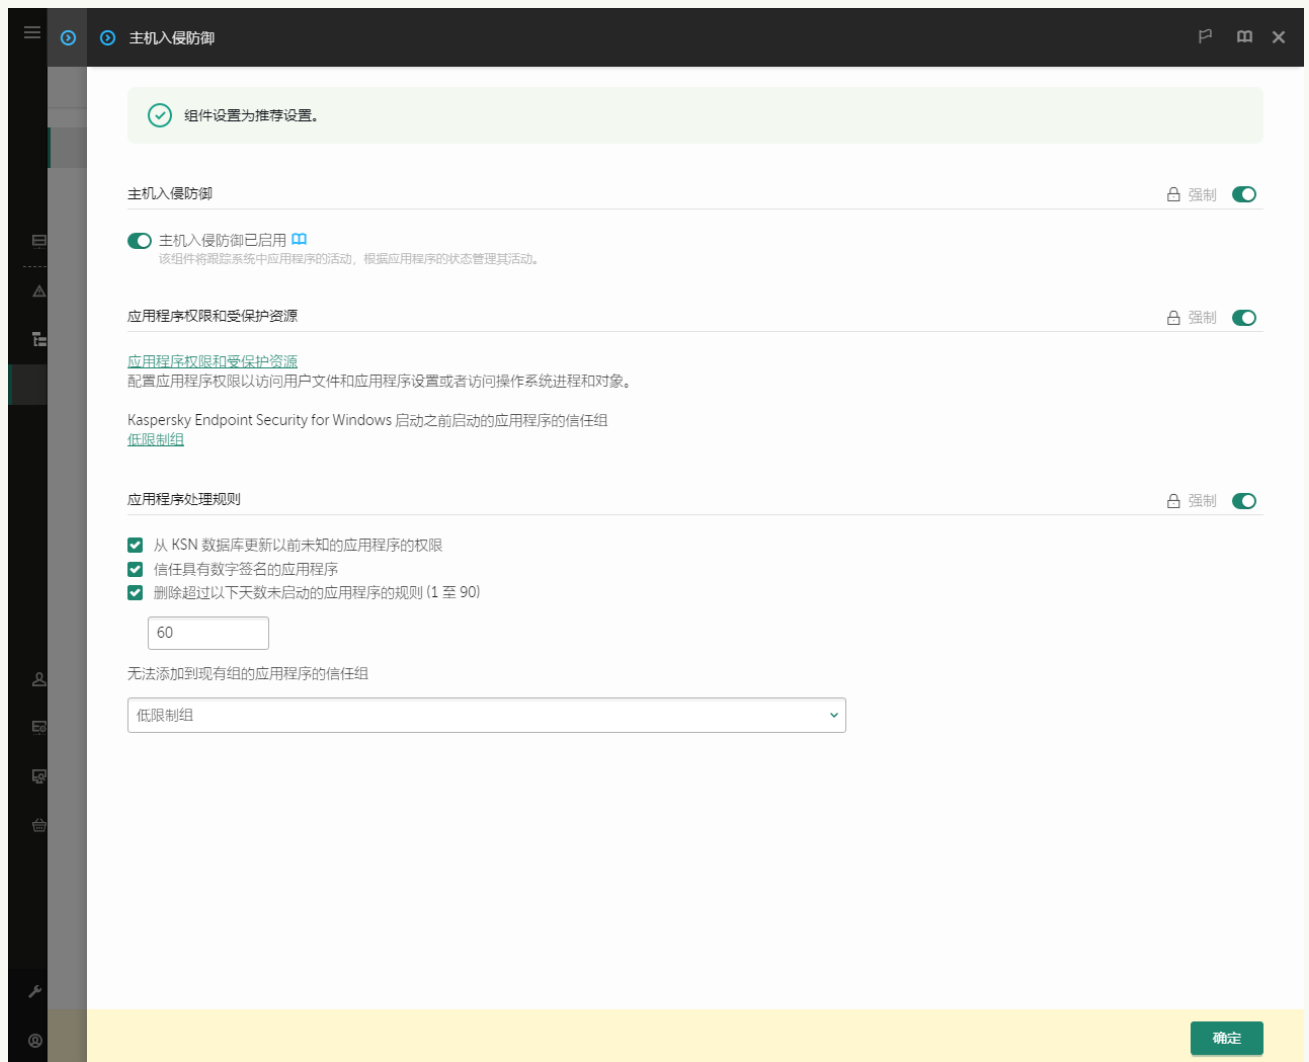 主机入侵防御
组件设置为推荐设置。
主机入侵防御
强制
主机入侵防御已启用
该组件将跟踪系统中应用程序的活动，根据应用程序的状态管理其活动。
应用程序权限和受保护资源
强制
应用程序权限和受保护资源
配置应用程序权限以访问用户文件和应用程序设置或者访问操作系统进程和对象。
Kaspersky Endpoint Security for Windows 启动之前启动的应用程序的信任组
低限制组
应用程序处理规则
强制
从 KSN 数据库更新以前未知的应用程序的权限
信任具有数字签名的应用程序
删除超过以下天数未启动的应用程序的规则 (1 至 90)
60
无法添加到现有组的应用程序的信任组
低限制组
确定